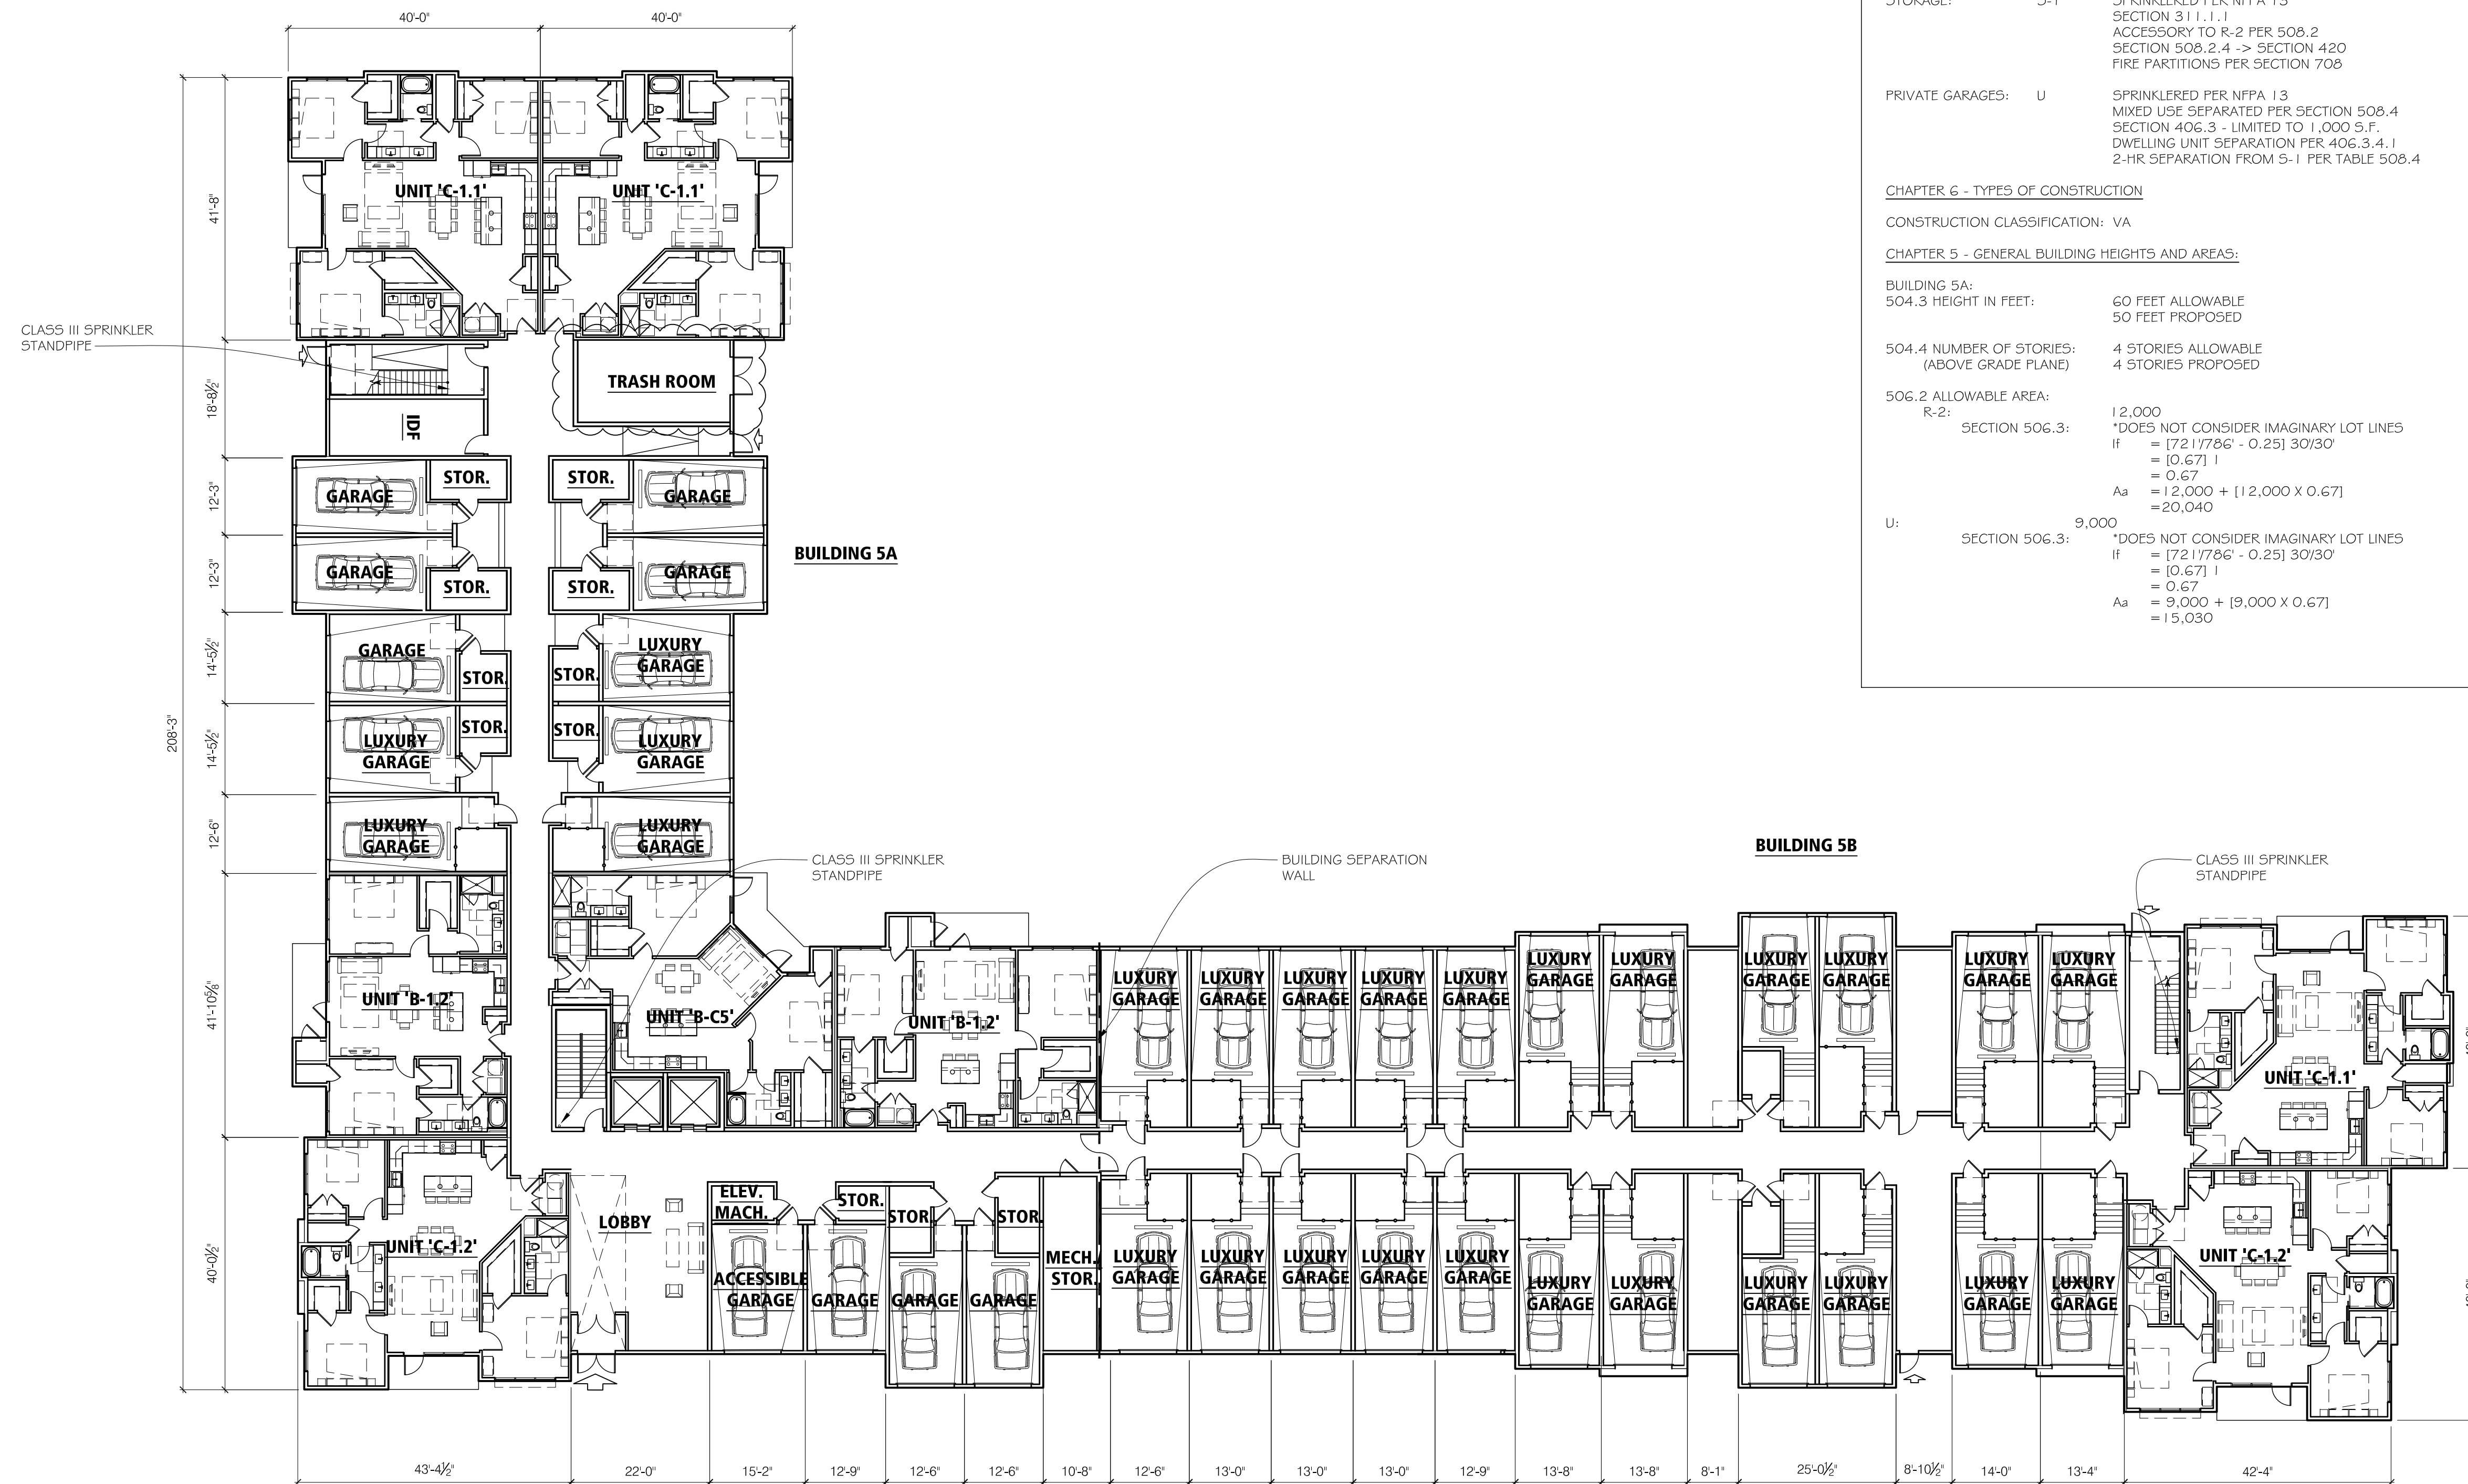 40'-0"
40'-0"
208'-3"
41'-8"
18'-8½"
12'-3"
12'-3"
14'-5½"
14'-5½"
12'-6"
41'-10⅝"
40'-0½"
CLASS III SPRINKLER
STANDPIPE
UNIT 'C-1.1'
UNIT 'C-1.1'
TRASH ROOM
IDF
STOR.
STOR.
GARAGE
GARAGE
GARAGE
GARAGE
STOR.
STOR.
BUILDING 5A
GARAGE
LUXURY
GARAGE
STOR.
STOR.
STOR.
STOR.
LUXURY
GARAGE
LUXURY
GARAGE
LUXURY
GARAGE
LUXURY
GARAGE
CLASS III SPRINKLER
STANDPIPE
BUILDING SEPARATION
WALL
BUILDING 5B
CLASS III SPRINKLER
STANDPIPE
UNIT 'B-1.2'
UNIT 'B-C5'
UNIT 'B-1.2'
LUXURY
GARAGE
LUXURY
GARAGE
LUXURY
GARAGE
LUXURY
GARAGE
LUXURY
GARAGE
LUXURY
GARAGE
LUXURY
GARAGE
LUXURY
GARAGE
LUXURY
GARAGE
LUXURY
GARAGE
LUXURY
GARAGE
UNIT 'C-1.1'
UNIT 'C-1.2'
LOBBY
ELEV.
MACH.
STOR.
STOR.
STOR.
ACCESSIBLE
GARAGE
GARAGE
GARAGE
GARAGE
MECH./
STOR.
LUXURY
GARAGE
LUXURY
GARAGE
LUXURY
GARAGE
LUXURY
GARAGE
LUXURY
GARAGE
LUXURY
GARAGE
LUXURY
GARAGE
LUXURY
GARAGE
LUXURY
GARAGE
LUXURY
GARAGE
LUXURY
GARAGE
UNIT 'C-1.2'
43'-4½"
22'-0"
15'-2"
12'-9"
12'-6"
12'-6"
10'-8"
12'-6"
13'-0"
13'-0"
13'-0"
12'-9"
13'-8"
13'-8"
8'-1"
25'-0½"
8'-10½"
14'-0"
13'-4"
42'-4"
STORAGE: S-1 SPRINKLERED PER NFPA 13
SECTION 311.1.1
ACCESSORY TO R-2 PER 508.2
SECTION 508.2.4 -> SECTION 420
FIRE PARTITIONS PER SECTION 708
PRIVATE GARAGES: U SPRINKLERED PER NFPA 13
MIXED USE SEPARATED PER SECTION 508.4
SECTION 406.3 - LIMITED TO 1,000 S.F.
DWELLING UNIT SEPARATION PER 406.3.4.1
2-HR SEPARATION FROM S-1 PER TABLE 508.4
CHAPTER 6 - TYPES OF CONSTRUCTION
CONSTRUCTION CLASSIFICATION: VA
CHAPTER 5 - GENERAL BUILDING HEIGHTS AND AREAS:
BUILDING 5A:
504.3 HEIGHT IN FEET: 60 FEET ALLOWABLE
50 FEET PROPOSED
504.4 NUMBER OF STORIES: 4 STORIES ALLOWABLE
(ABOVE GRADE PLANE) 4 STORIES PROPOSED
506.2 ALLOWABLE AREA:
R-2: 12,000
SECTION 506.3: *DOES NOT CONSIDER IMAGINARY LOT LINES
If = [721'/786' - 0.25] 30'/30'
= [0.67] 1
= 0.67
Aa =12,000 + [12,000 X 0.67]
=20,040
U: 9,000
SECTION 506.3: *DOES NOT CONSIDER IMAGINARY LOT LINES
If = [721'/786' - 0.25] 30'/30'
= [0.67] 1
= 0.67
Aa = 9,000 + [9,000 X 0.67]
=15,030